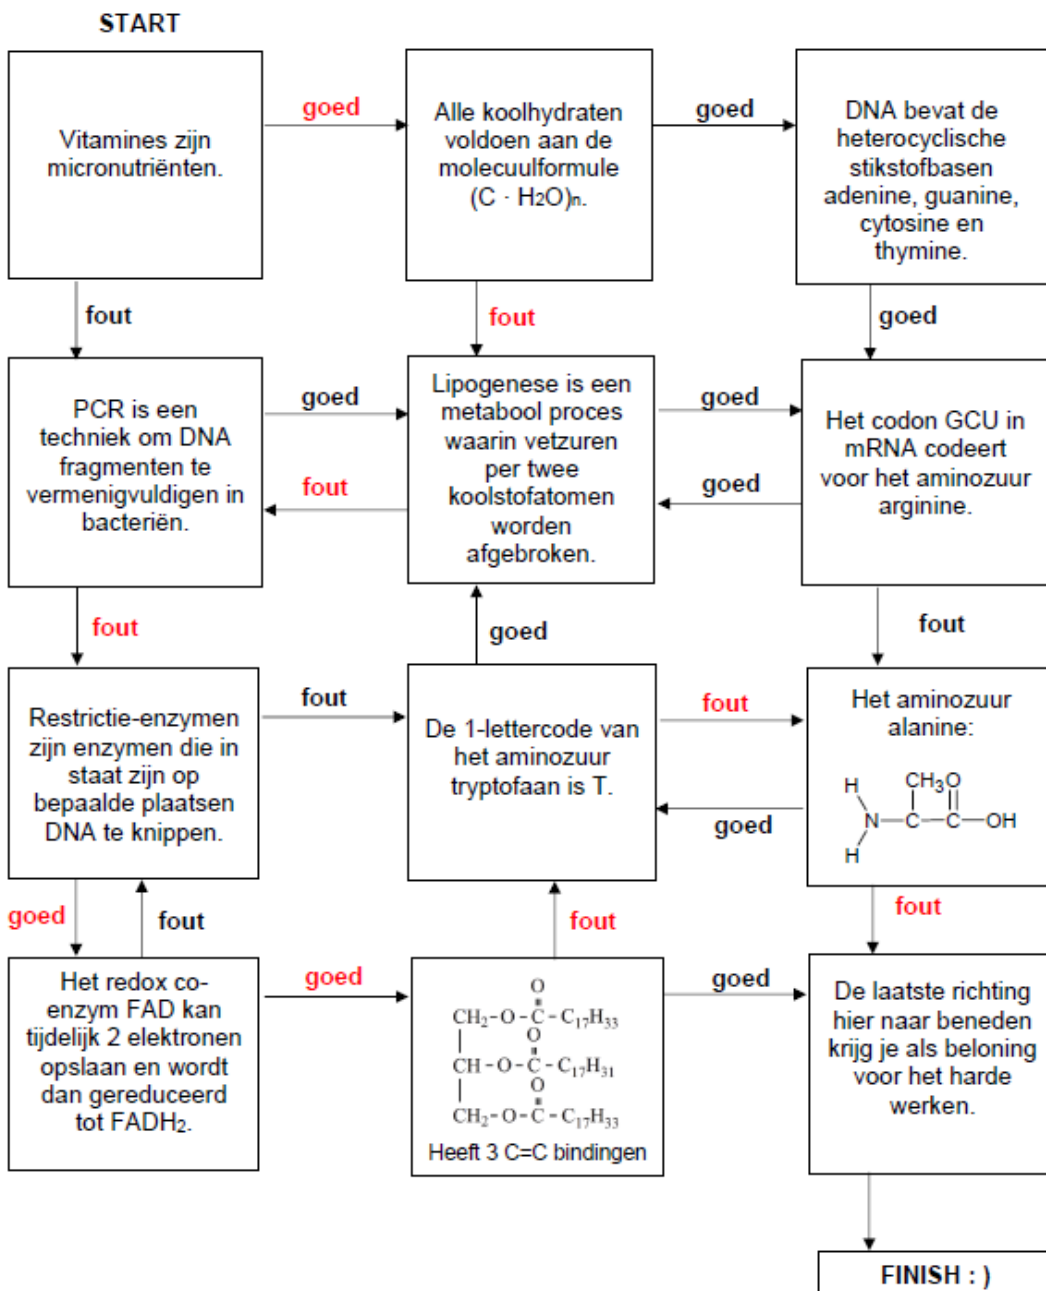 START
Vitamines zijn
micronutriënten.
goed
Alle koolhydraten
voldoen aan de
molecuulformule
(C · H2O)n.
goed
DNA bevat de
heterocyclische
stikstofbasen
adenine, guanine,
cytosine en
thymine.
fout
fout
goed
PCR is een
techniek om DNA
fragmenten te
vermenigvuldigen in
bacteriën.
goed
fout
Lipogenese is een
metabool proces
waarin vetzuren
per twee
koolstofatomen
worden
afgebroken.
goed
goed
Het codon GCU in
mRNA codeert
voor het aminozuur
arginine.
fout
goed
fout
Restrictie-enzymen
zijn enzymen die in
staat zijn op
bepaalde plaatsen
DNA te knippen.
fout
De 1-lettercode van
het aminozuur
tryptofaan is T.
fout
goed
Het aminozuur
alanine:
H CH3O
N—C—C—OH
H
goed
fout
fout
fout
Het redox co-
enzym FAD kan
tijdelijk 2 elektronen
opslaan en wordt
dan gereduceerd
tot FADH2.
goed
O
CH2-O-C-C17H33
O
CH-O-C-C17H31
O
CH2-O-C-C17H33
Heeft 3 C=C bindingen
goed
De laatste richting
hier naar beneden
krijg je als beloning
voor het harde
werken.
FINISH : )